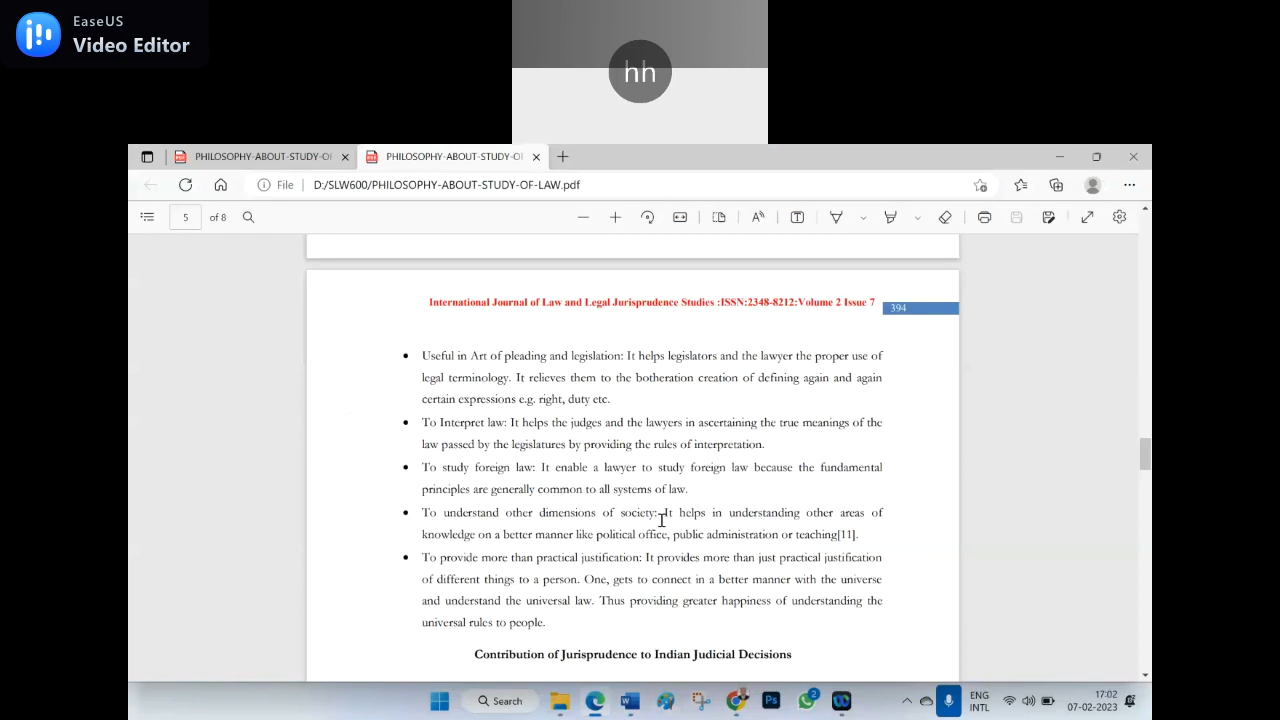 EaseUS
Video Editor
hh
PHILOSOPHY-ABOUT-STUDY-OF
PHILOSOPHY-ABOUT-STUDY-OF
File
D:/SLW600/PHILOSOPHY-ABOUT-STUDY-OF-LAW.pdf
5 of 8
International Journal of Law and Legal Jurisprudence Studies :ISSN:2348-8212:Volume 2 Issue 7
394
Useful in Art of pleading and legislation: It helps legislators and the lawyer the proper use of
legal terminology. It relieves them to the botheration creation of defining again and again
certain expressions e.g. right, duty etc.
To Interpret law: It helps the judges and the lawyers in ascertaining the true meanings of the
law passed by the legislatures by providing the rules of interpretation.
To study foreign law: It enable a lawyer to study foreign law because the fundamental
principles are generally common to all systems of law.
To understand other dimensions of society: It helps in understanding other areas of
knowledge on a better manner like political office, public administration or teaching[11].
To provide more than practical justification: It provides more than just practical justification
of different things to a person. One, gets to connect in a better manner with the universe
and understand the universal law. Thus providing greater happiness of understanding the
universal rules to people.
Contribution of Jurisprudence to Indian Judicial Decisions
Search
2
ENG
INTL
17:02
07-02-2023